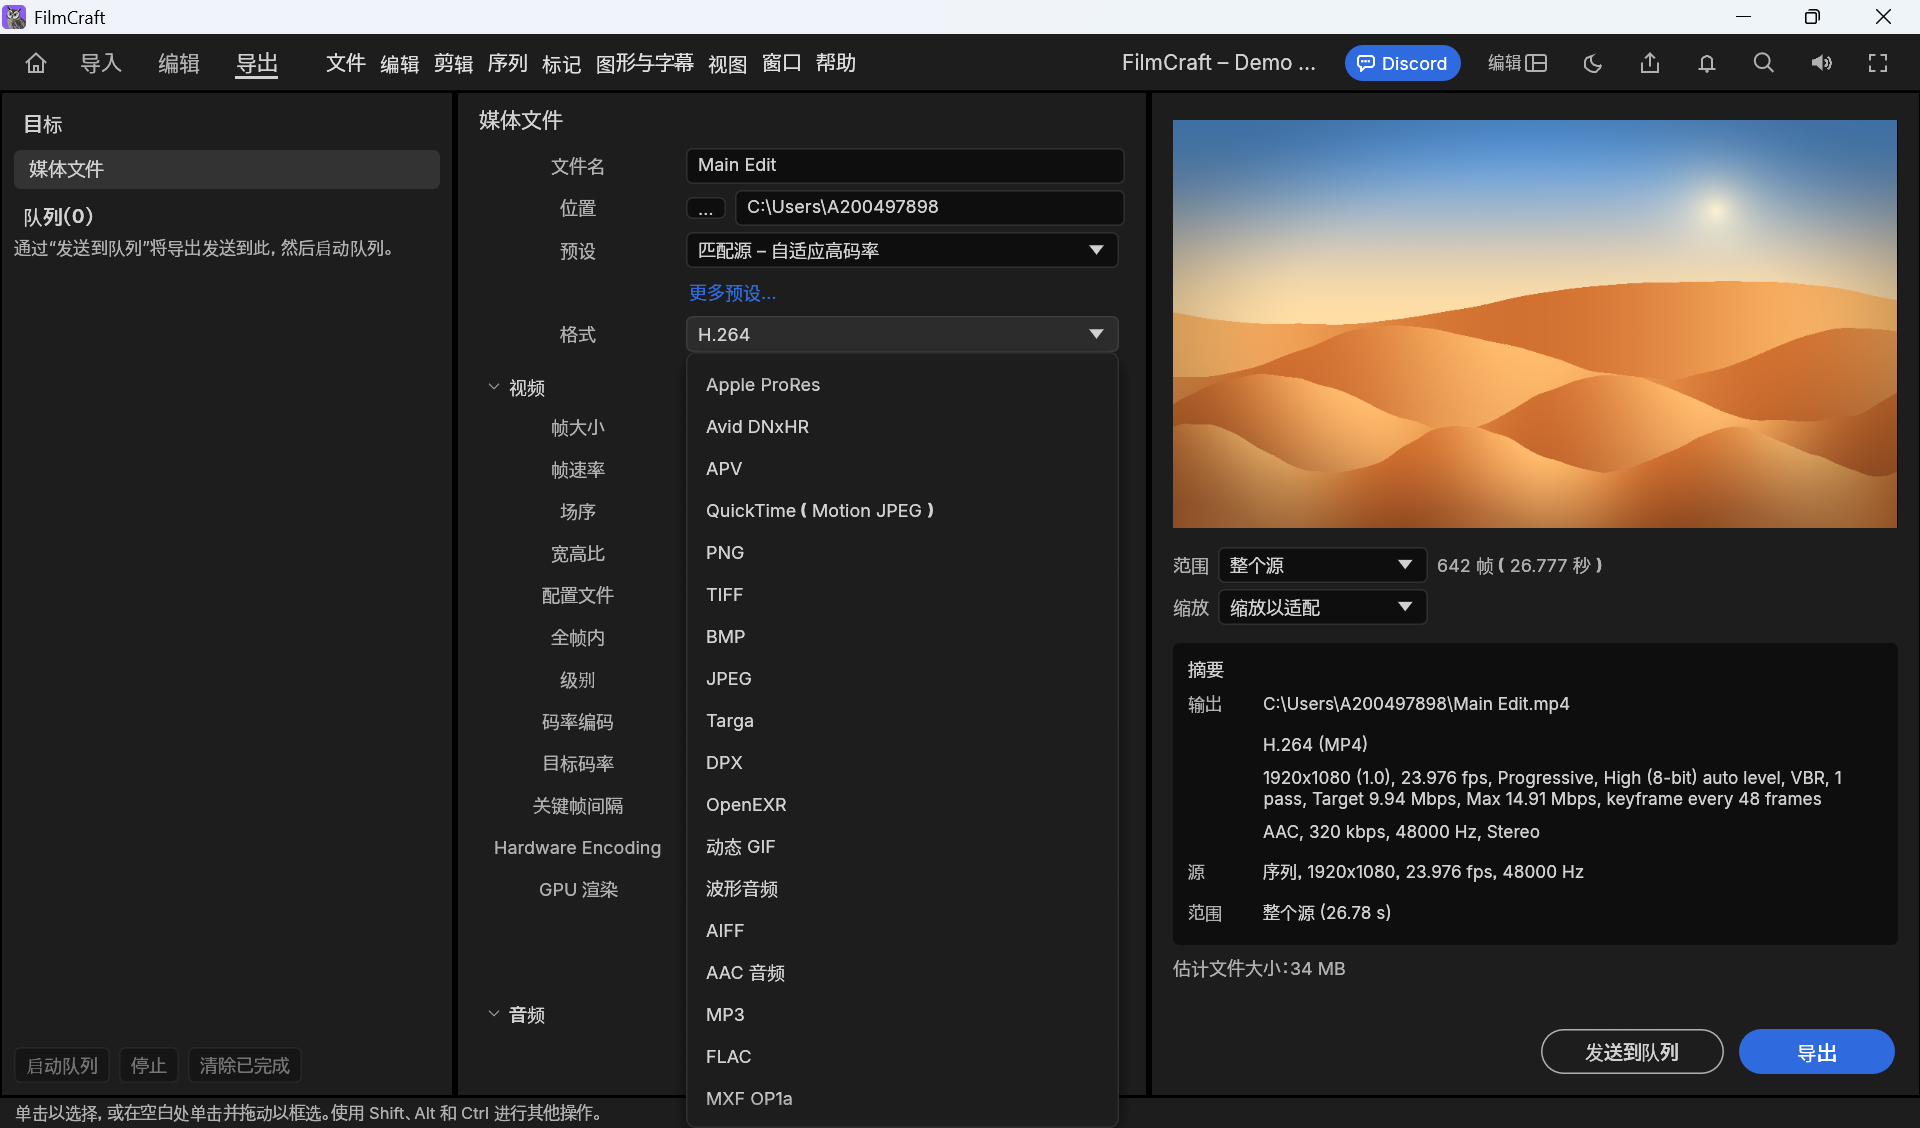 FilmCraft
导入 编辑 导出 文件 编辑 剪辑 序列 标记 图形与字幕 视图 窗口 帮助 FilmCraft – Demo ... Discord 编辑
目标
媒体文件
队列(0)
通过“发送到队列”将导出发送到此, 然后启动队列。
启动队列 停止 清除已完成
媒体文件
文件名 Main Edit
位置 ... C:\Users\A200497898
预设 匹配源 – 自适应高码率
更多预设...
格式 H.264
视频
帧大小
帧速率
场序
宽高比
配置文件
全帧内
级别
码率编码
目标码率
关键帧间隔
Hardware Encoding
GPU 渲染
音频
Apple ProRes
Avid DNxHR
APV
QuickTime ( Motion JPEG )
PNG
TIFF
BMP
JPEG
Targa
DPX
OpenEXR
动态 GIF
波形音频
AIFF
AAC 音频
MP3
FLAC
MXF OP1a
范围 整个源 642 帧 ( 26.777 秒 )
缩放 缩放以适配
摘要
输出 C:\Users\A200497898\Main Edit.mp4
H.264 (MP4)
1920x1080 (1.0), 23.976 fps, Progressive, High (8-bit) auto level, VBR, 1
pass, Target 9.94 Mbps, Max 14.91 Mbps, keyframe every 48 frames
AAC, 320 kbps, 48000 Hz, Stereo
源 序列, 1920x1080, 23.976 fps, 48000 Hz
范围 整个源 (26.78 s)
估计文件大小: 34 MB
发送到队列 导出
单击以选择, 或在空白处单击并拖动以框选。使用 Shift、Alt 和 Ctrl 进行其他操作。